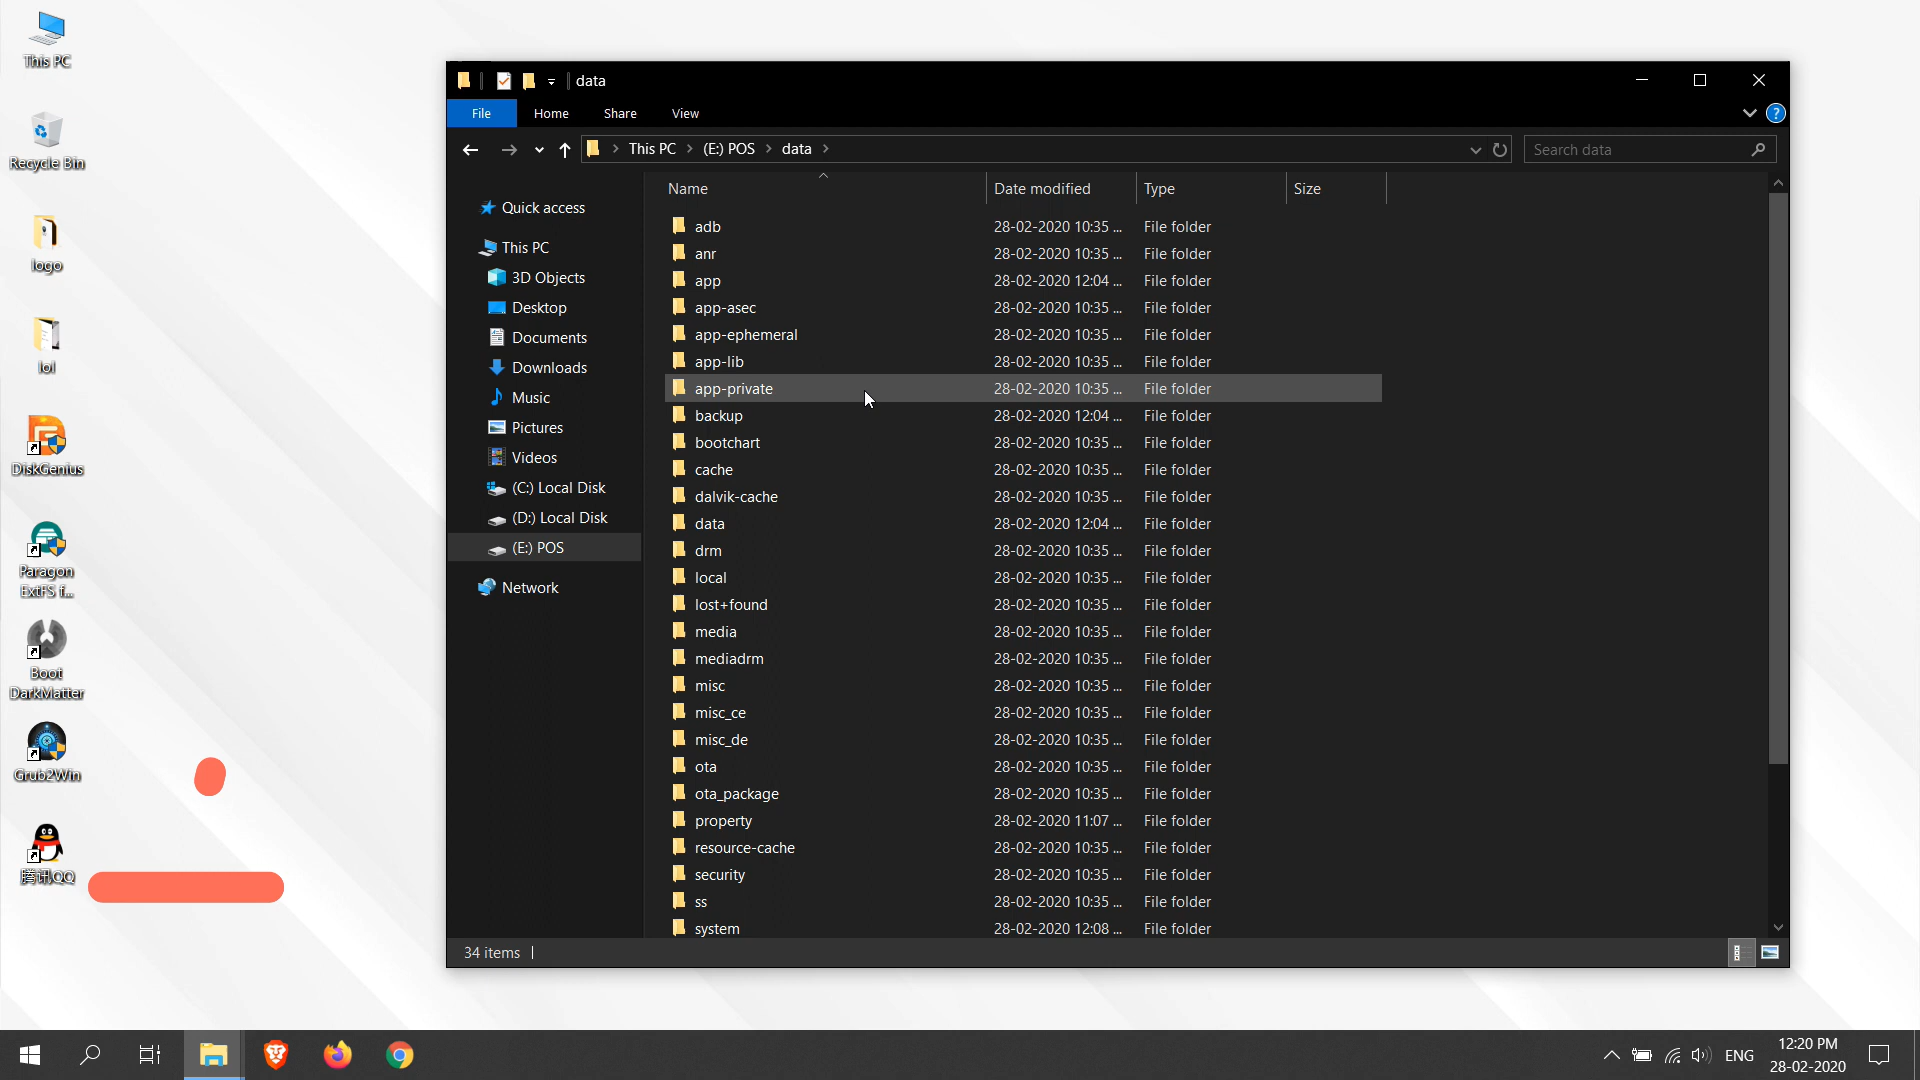 This PC
Recycle Bin
logo
lol
DiskGenius
Paragon
ExtFS f...
Boot
DarkMatter
Grub2Win
腾讯QQ
data
File Home Share View
This PC (E:) POS data
Search data
Quick access
This PC
3D Objects
Desktop
Documents
Downloads
Music
Pictures
Videos
(C:) Local Disk
(D:) Local Disk
(E:) POS
Network
Name Date modified Type Size
adb 28-02-2020 10:35 ... File folder
anr 28-02-2020 10:35 ... File folder
app 28-02-2020 12:04 ... File folder
app-asec 28-02-2020 10:35 ... File folder
app-ephemeral 28-02-2020 10:35 ... File folder
app-lib 28-02-2020 10:35 ... File folder
app-private 28-02-2020 10:35 ... File folder
backup 28-02-2020 12:04 ... File folder
bootchart 28-02-2020 10:35 ... File folder
cache 28-02-2020 10:35 ... File folder
dalvik-cache 28-02-2020 10:35 ... File folder
data 28-02-2020 12:04 ... File folder
drm 28-02-2020 10:35 ... File folder
local 28-02-2020 10:35 ... File folder
lost+found 28-02-2020 10:35 ... File folder
media 28-02-2020 10:35 ... File folder
mediadrm 28-02-2020 10:35 ... File folder
misc 28-02-2020 10:35 ... File folder
misc_ce 28-02-2020 10:35 ... File folder
misc_de 28-02-2020 10:35 ... File folder
ota 28-02-2020 10:35 ... File folder
ota_package 28-02-2020 10:35 ... File folder
property 28-02-2020 11:07 ... File folder
resource-cache 28-02-2020 10:35 ... File folder
security 28-02-2020 10:35 ... File folder
ss 28-02-2020 10:35 ... File folder
system 28-02-2020 12:08 ... File folder
34 items
ENG
12:20 PM
28-02-2020